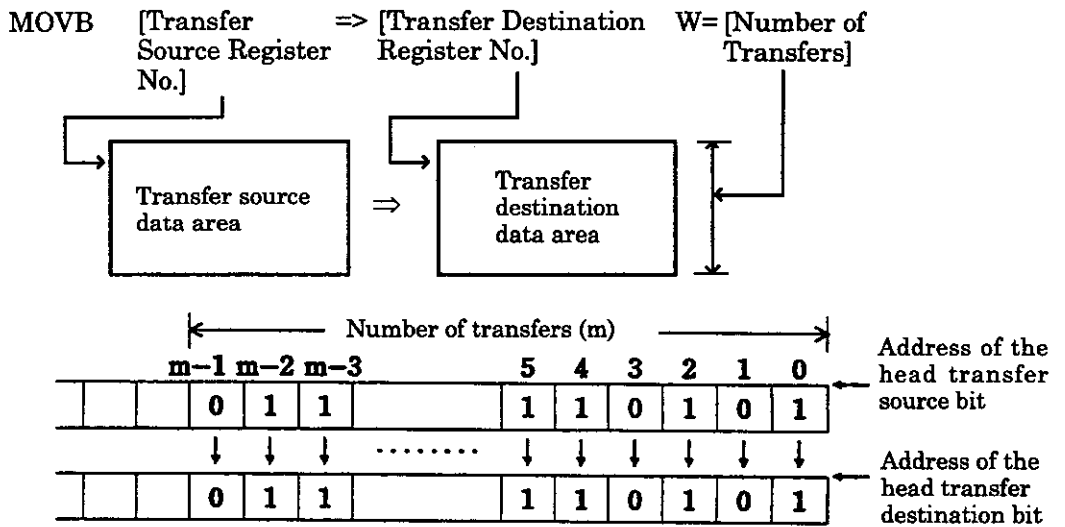 MOVB [Transfer => [Transfer Destination W= [Number of
Source Register Register No.] Transfers]
No.]
Transfer source
data area
⇒
Transfer
destination
data area
Number of transfers (m)
m−1 m−2 m−3 5 4 3 2 1 0
Address of the
head transfer
source bit
0 1 1 1 1 0 1 0 1
........
Address of the
head transfer
destination bit
0 1 1 1 1 0 1 0 1